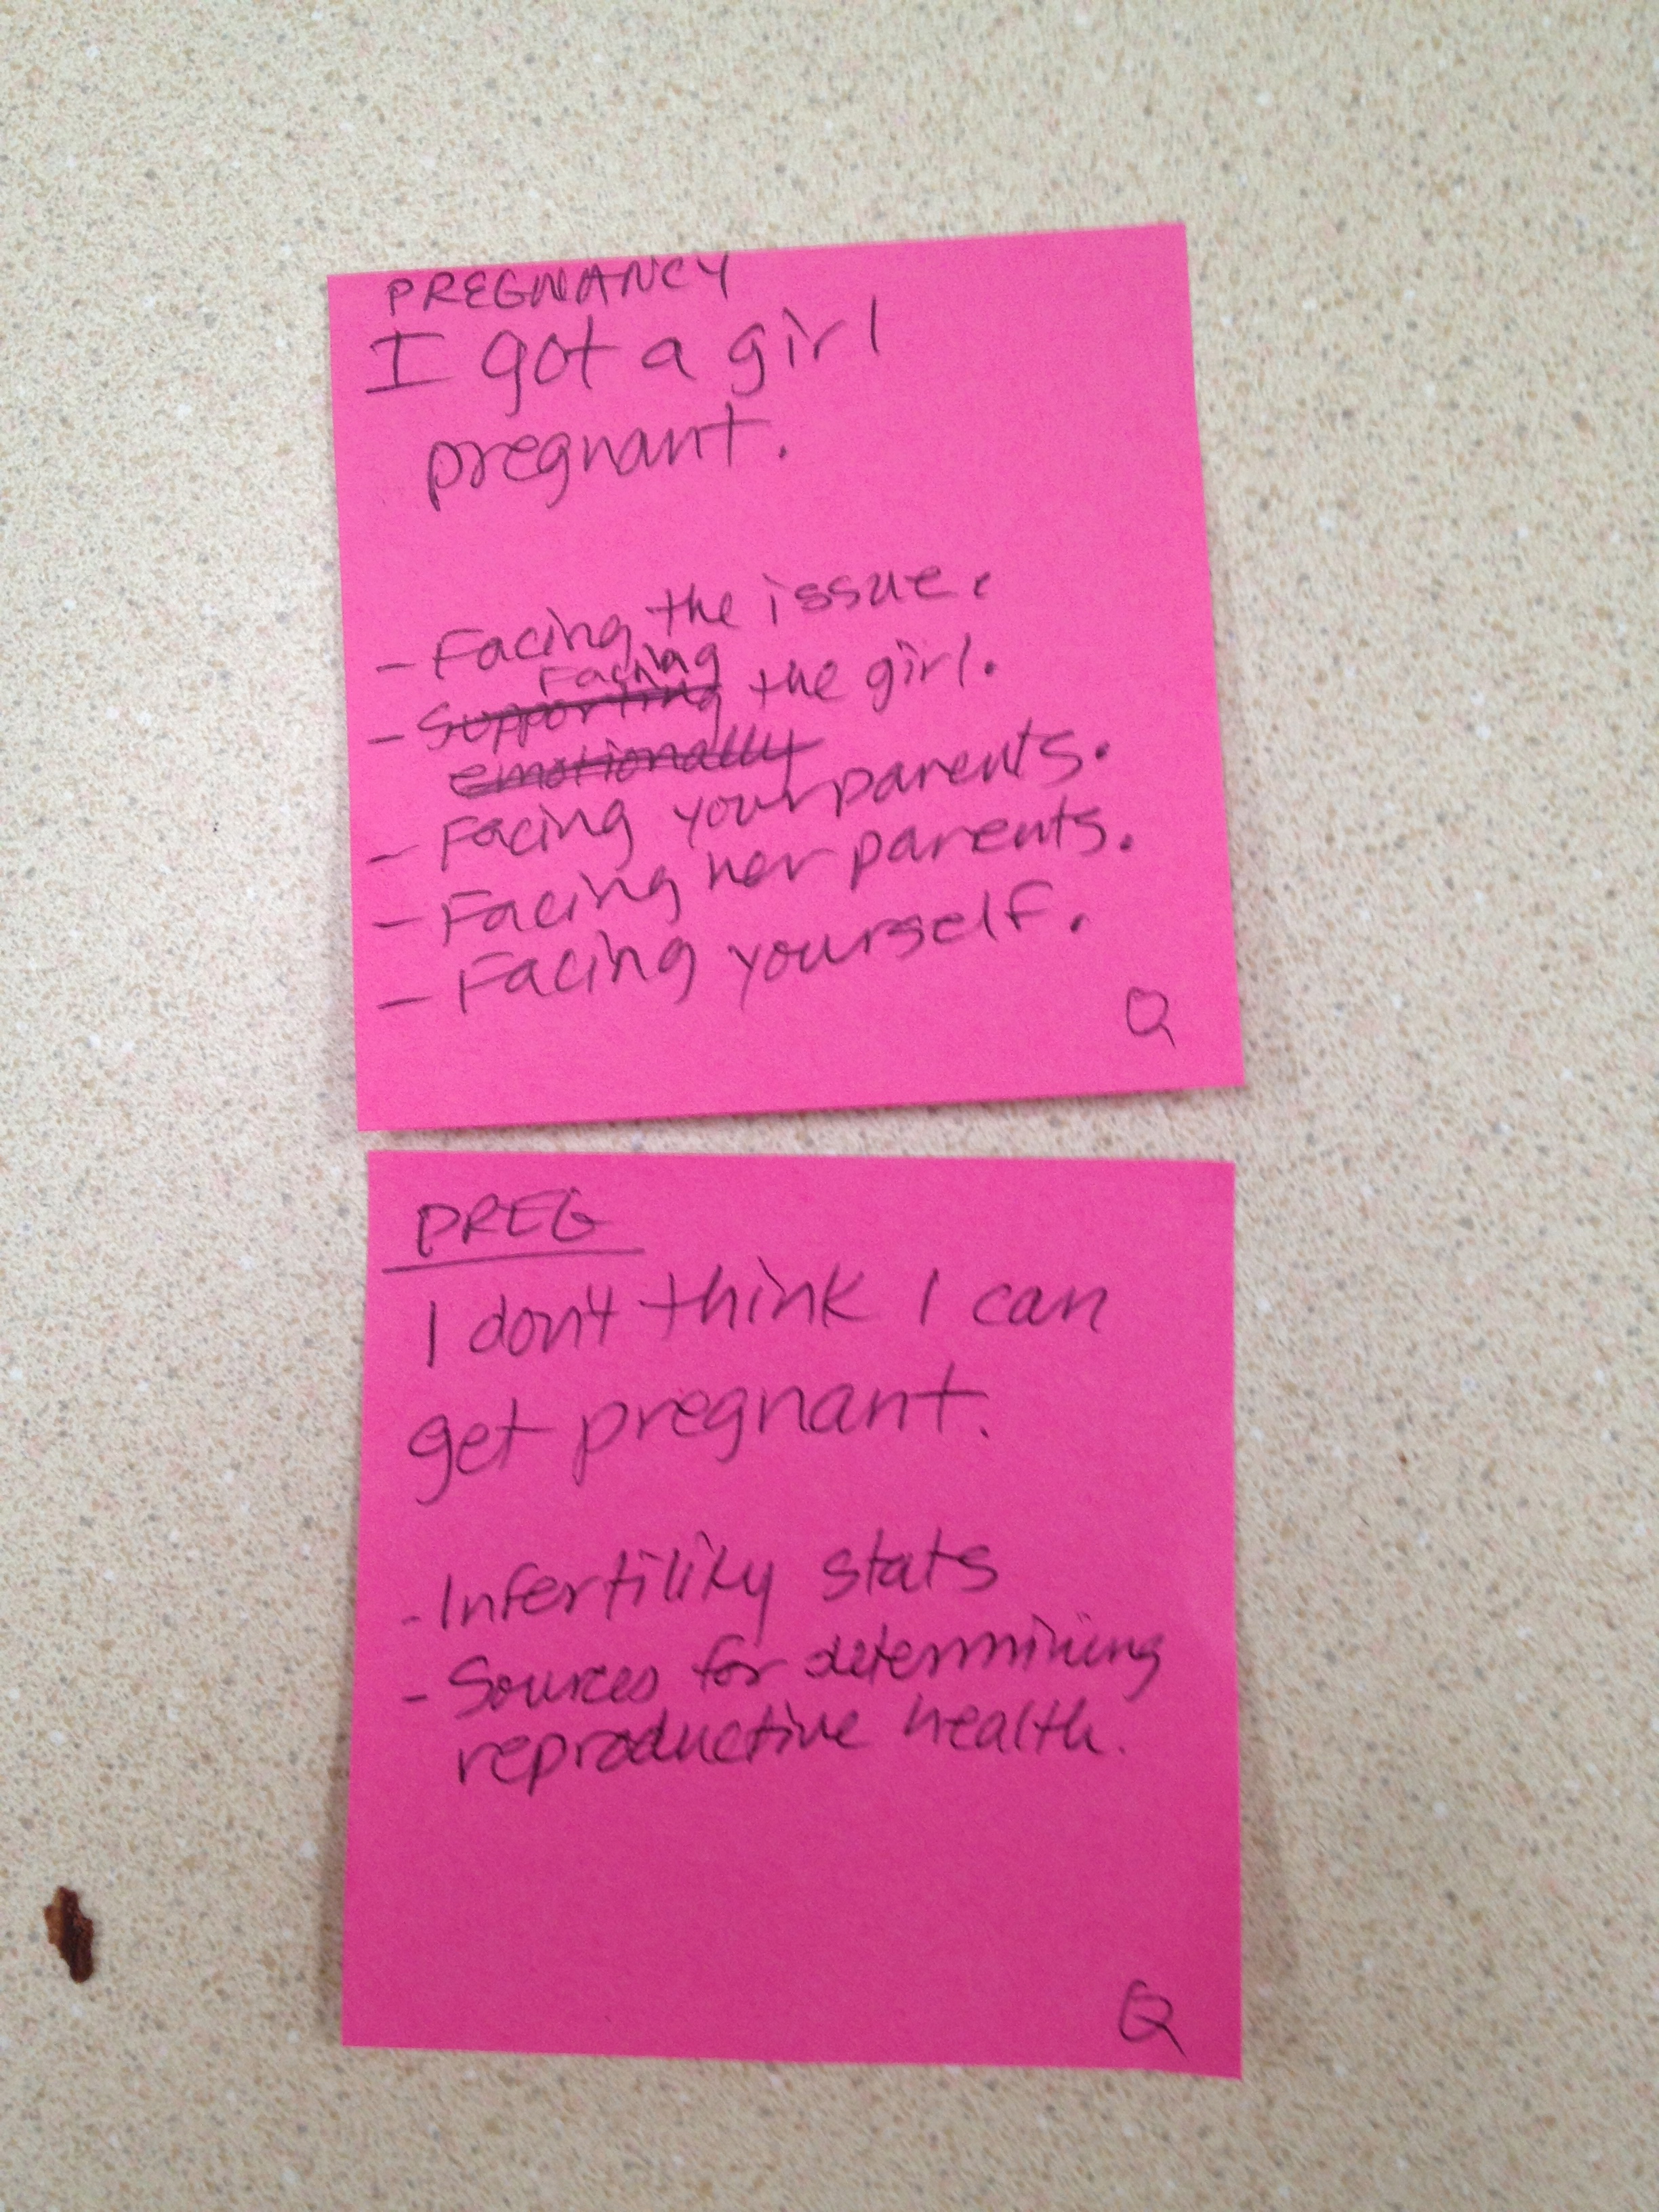 PREGNANCY
I got a girl
pregnant.
- Facing the issue.
Facing
- Supporting the girl.
emotionally
- Facing your parents.
- Facing her parents.
- Facing yourself.
Q
PREG
I don't think I can
get pregnant.
- Infertility stats
- Sources for determining
reproductive health.
Q